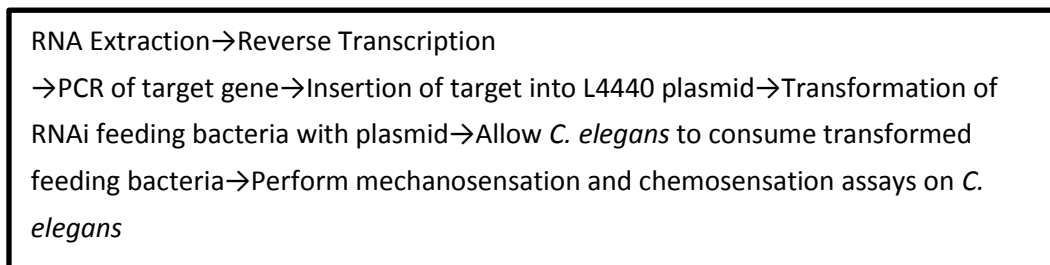 RNA Extraction→Reverse Transcription
→PCR of target gene→Insertion of target into L4440 plasmid→Transformation of
RNAi feeding bacteria with plasmid→Allow C. elegans to consume transformed
feeding bacteria→Perform mechanosensation and chemosensation assays on C.
elegans